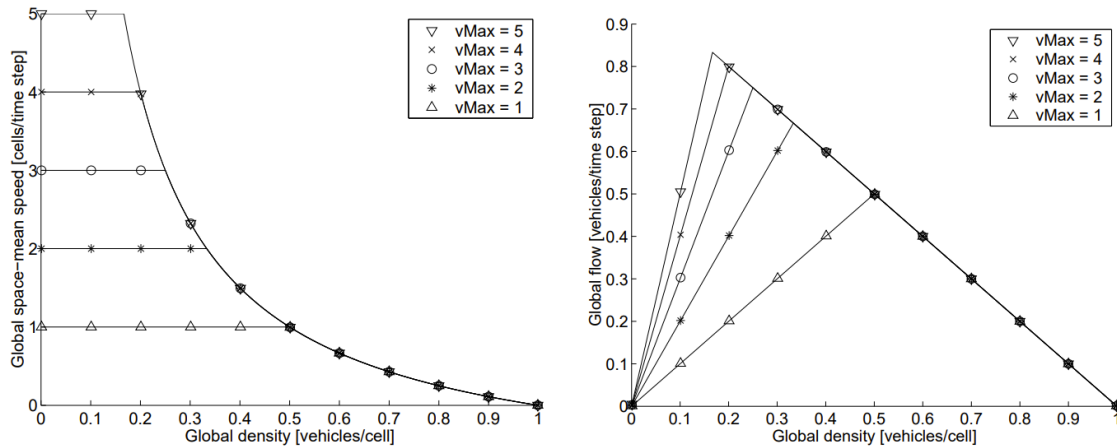 5
4
3
2
1
0
Global space-mean speed [cells/time step]
vMax = 5
vMax = 4
vMax = 3
vMax = 2
vMax = 1
0 0.1 0.2 0.3 0.4 0.5 0.6 0.7 0.8 0.9 1
Global density [vehicles/cell]
0.9
0.8
0.7
0.6
0.5
0.4
0.3
0.2
0.1
0
Global flow [vehicles/time step]
vMax = 5
vMax = 4
vMax = 3
vMax = 2
vMax = 1
0 0.1 0.2 0.3 0.4 0.5 0.6 0.7 0.8 0.9 1
Global density [vehicles/cell]